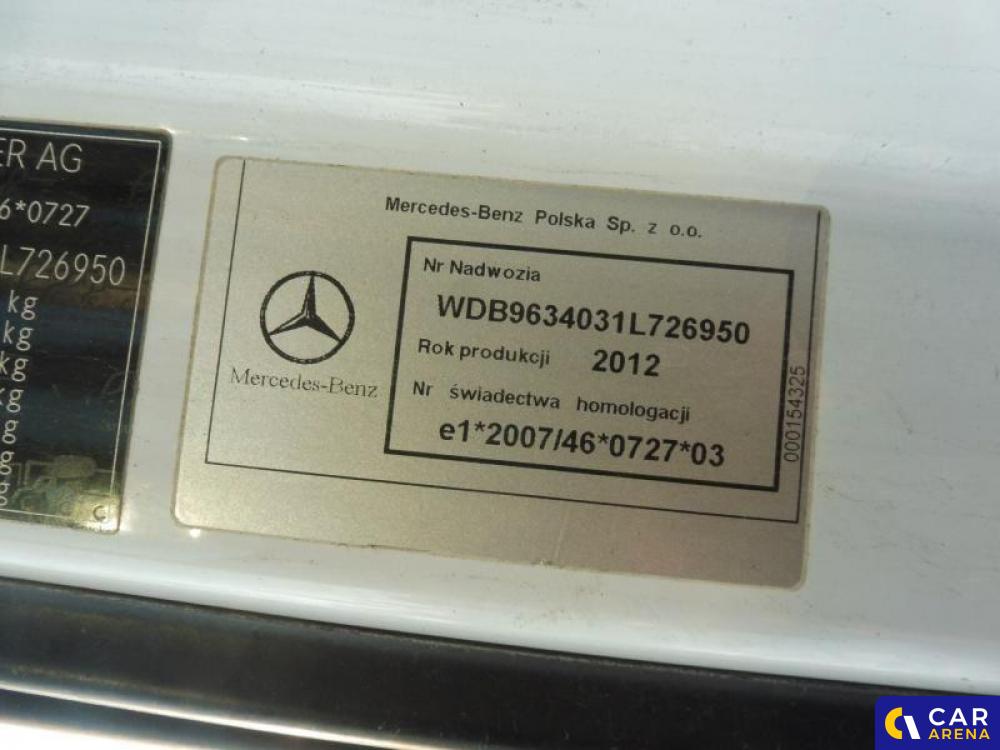 ER AG
6*0727
L726950
kg
kg
kg
kg
g
g
g
C
Mercedes-Benz Polska Sp. z o.o.
Nr Nadwozia
WDB9634031L726950
Rok produkcji 2012
Nr świadectwa homologacji
e1*2007/46*0727*03
000154325
Mercedes-Benz
CAR
ARENA